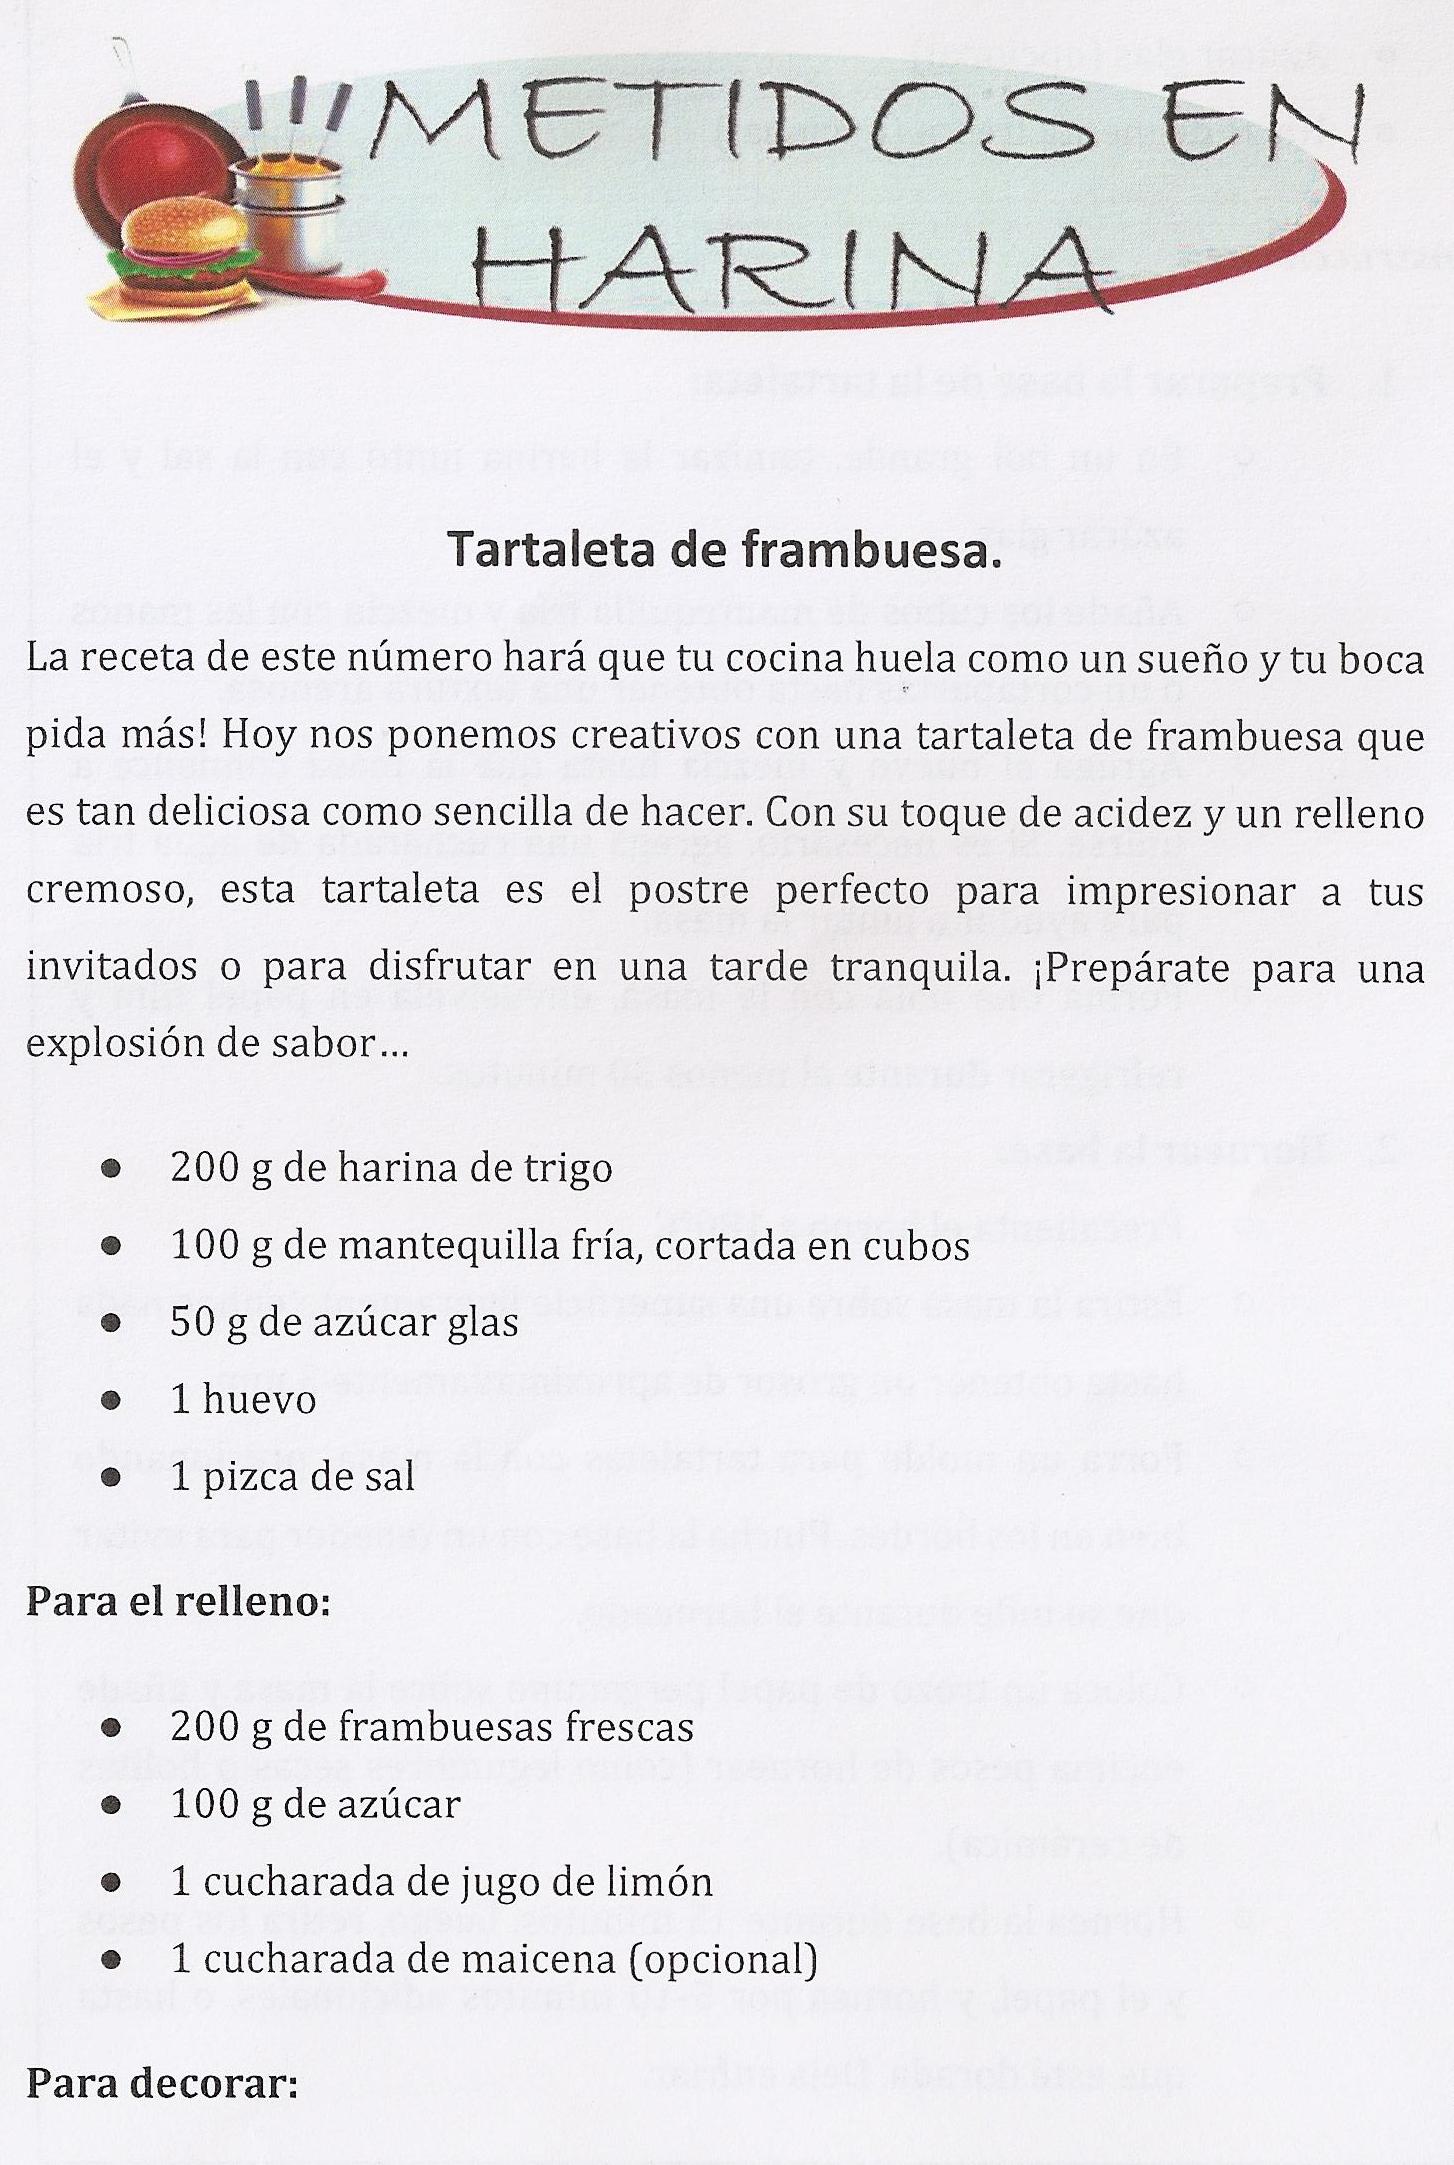 METIDOS EN
HARINA
Tartaleta de frambuesa.
La receta de este número hará que tu cocina huela como un sueño y tu boca
pida más! Hoy nos ponemos creativos con una tartaleta de frambuesa que
es tan deliciosa como sencilla de hacer. Con su toque de acidez y un relleno
cremoso, esta tartaleta es el postre perfecto para impresionar a tus
invitados o para disfrutar en una tarde tranquila. ¡Prepárate para una
explosión de sabor...
• 200 g de harina de trigo
• 100 g de mantequilla fría, cortada en cubos
• 50 g de azúcar glas
• 1 huevo
• 1 pizca de sal
Para el relleno:
• 200 g de frambuesas frescas
• 100 g de azúcar
• 1 cucharada de jugo de limón
• 1 cucharada de maicena (opcional)
Para decorar: